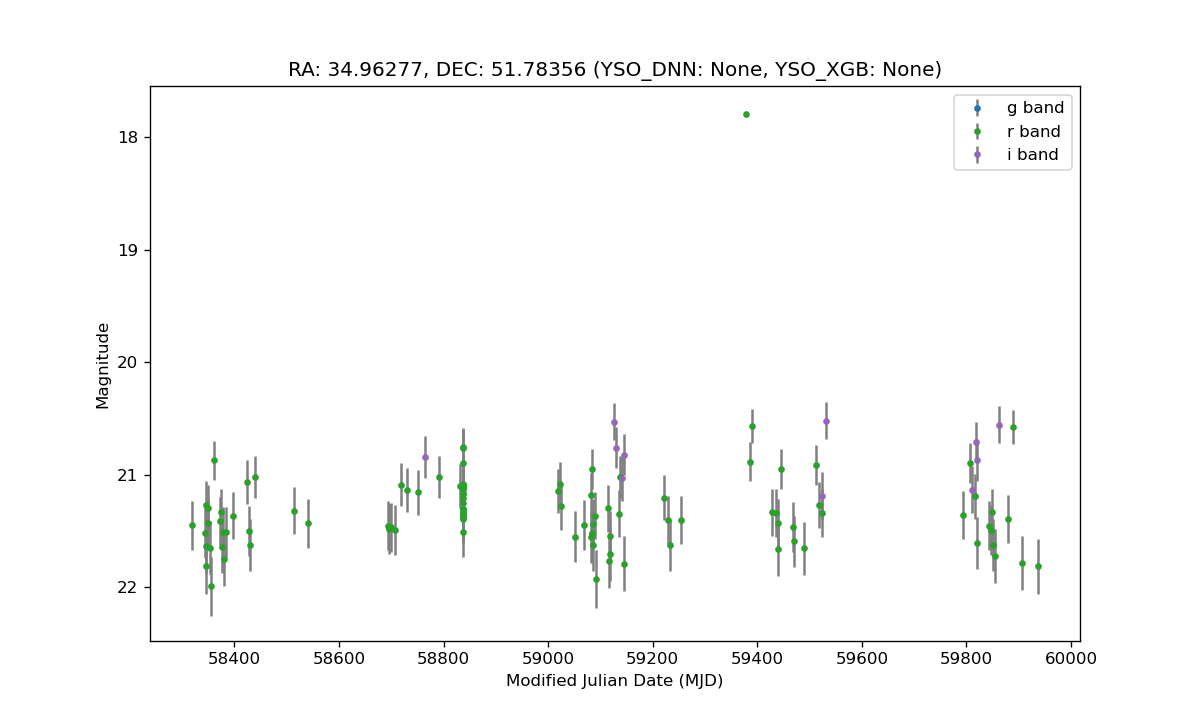 RA: 34.96277, DEC: 51.78356 (YSO_DNN: None, YSO_XGB: None)
g band
r band
i band
18
19
20
21
22
Magnitude
58400 58600 58800 59000 59200 59400 59600 59800 60000
Modified Julian Date (MJD)